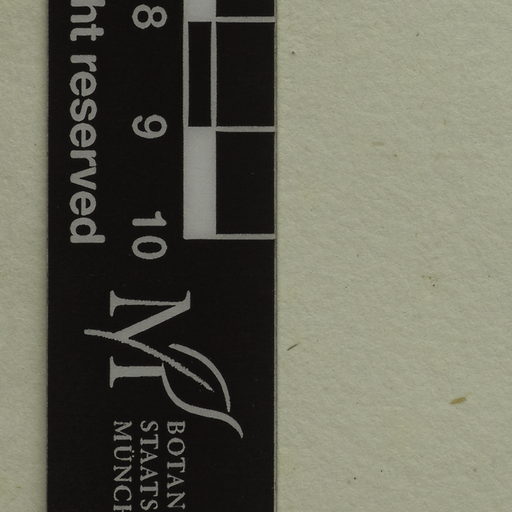 ht reserved
8
9
10
M
BOTAN
STAATS
MÜNCH